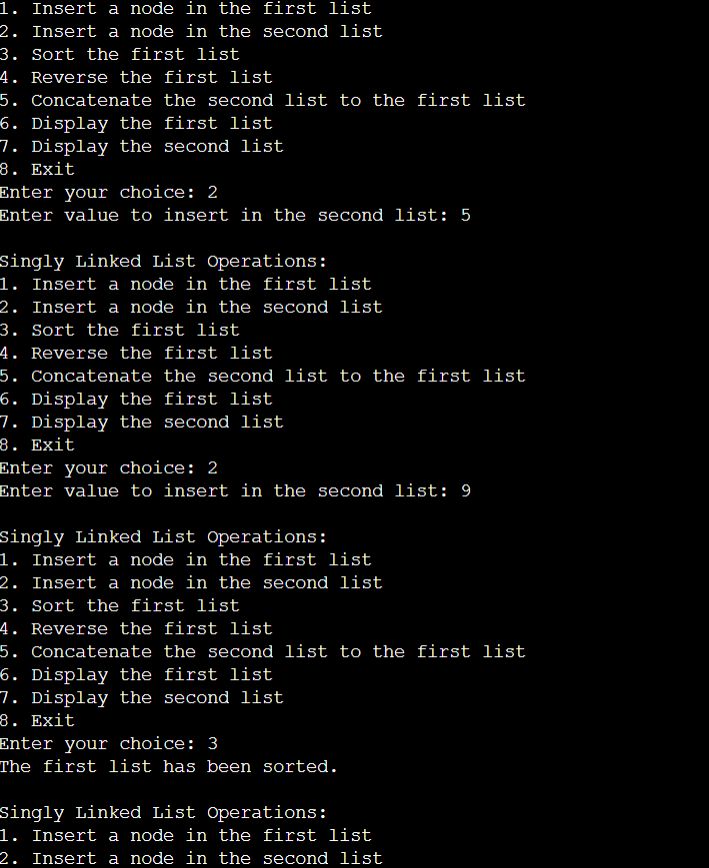 1. Insert a node in the first list
2. Insert a node in the second list
3. Sort the first list
4. Reverse the first list
5. Concatenate the second list to the first list
6. Display the first list
7. Display the second list
8. Exit
Enter your choice: 2
Enter value to insert in the second list: 5

Singly Linked List Operations:
1. Insert a node in the first list
2. Insert a node in the second list
3. Sort the first list
4. Reverse the first list
5. Concatenate the second list to the first list
6. Display the first list
7. Display the second list
8. Exit
Enter your choice: 2
Enter value to insert in the second list: 9

Singly Linked List Operations:
1. Insert a node in the first list
2. Insert a node in the second list
3. Sort the first list
4. Reverse the first list
5. Concatenate the second list to the first list
6. Display the first list
7. Display the second list
8. Exit
Enter your choice: 3
The first list has been sorted.

Singly Linked List Operations:
1. Insert a node in the first list
2. Insert a node in the second list